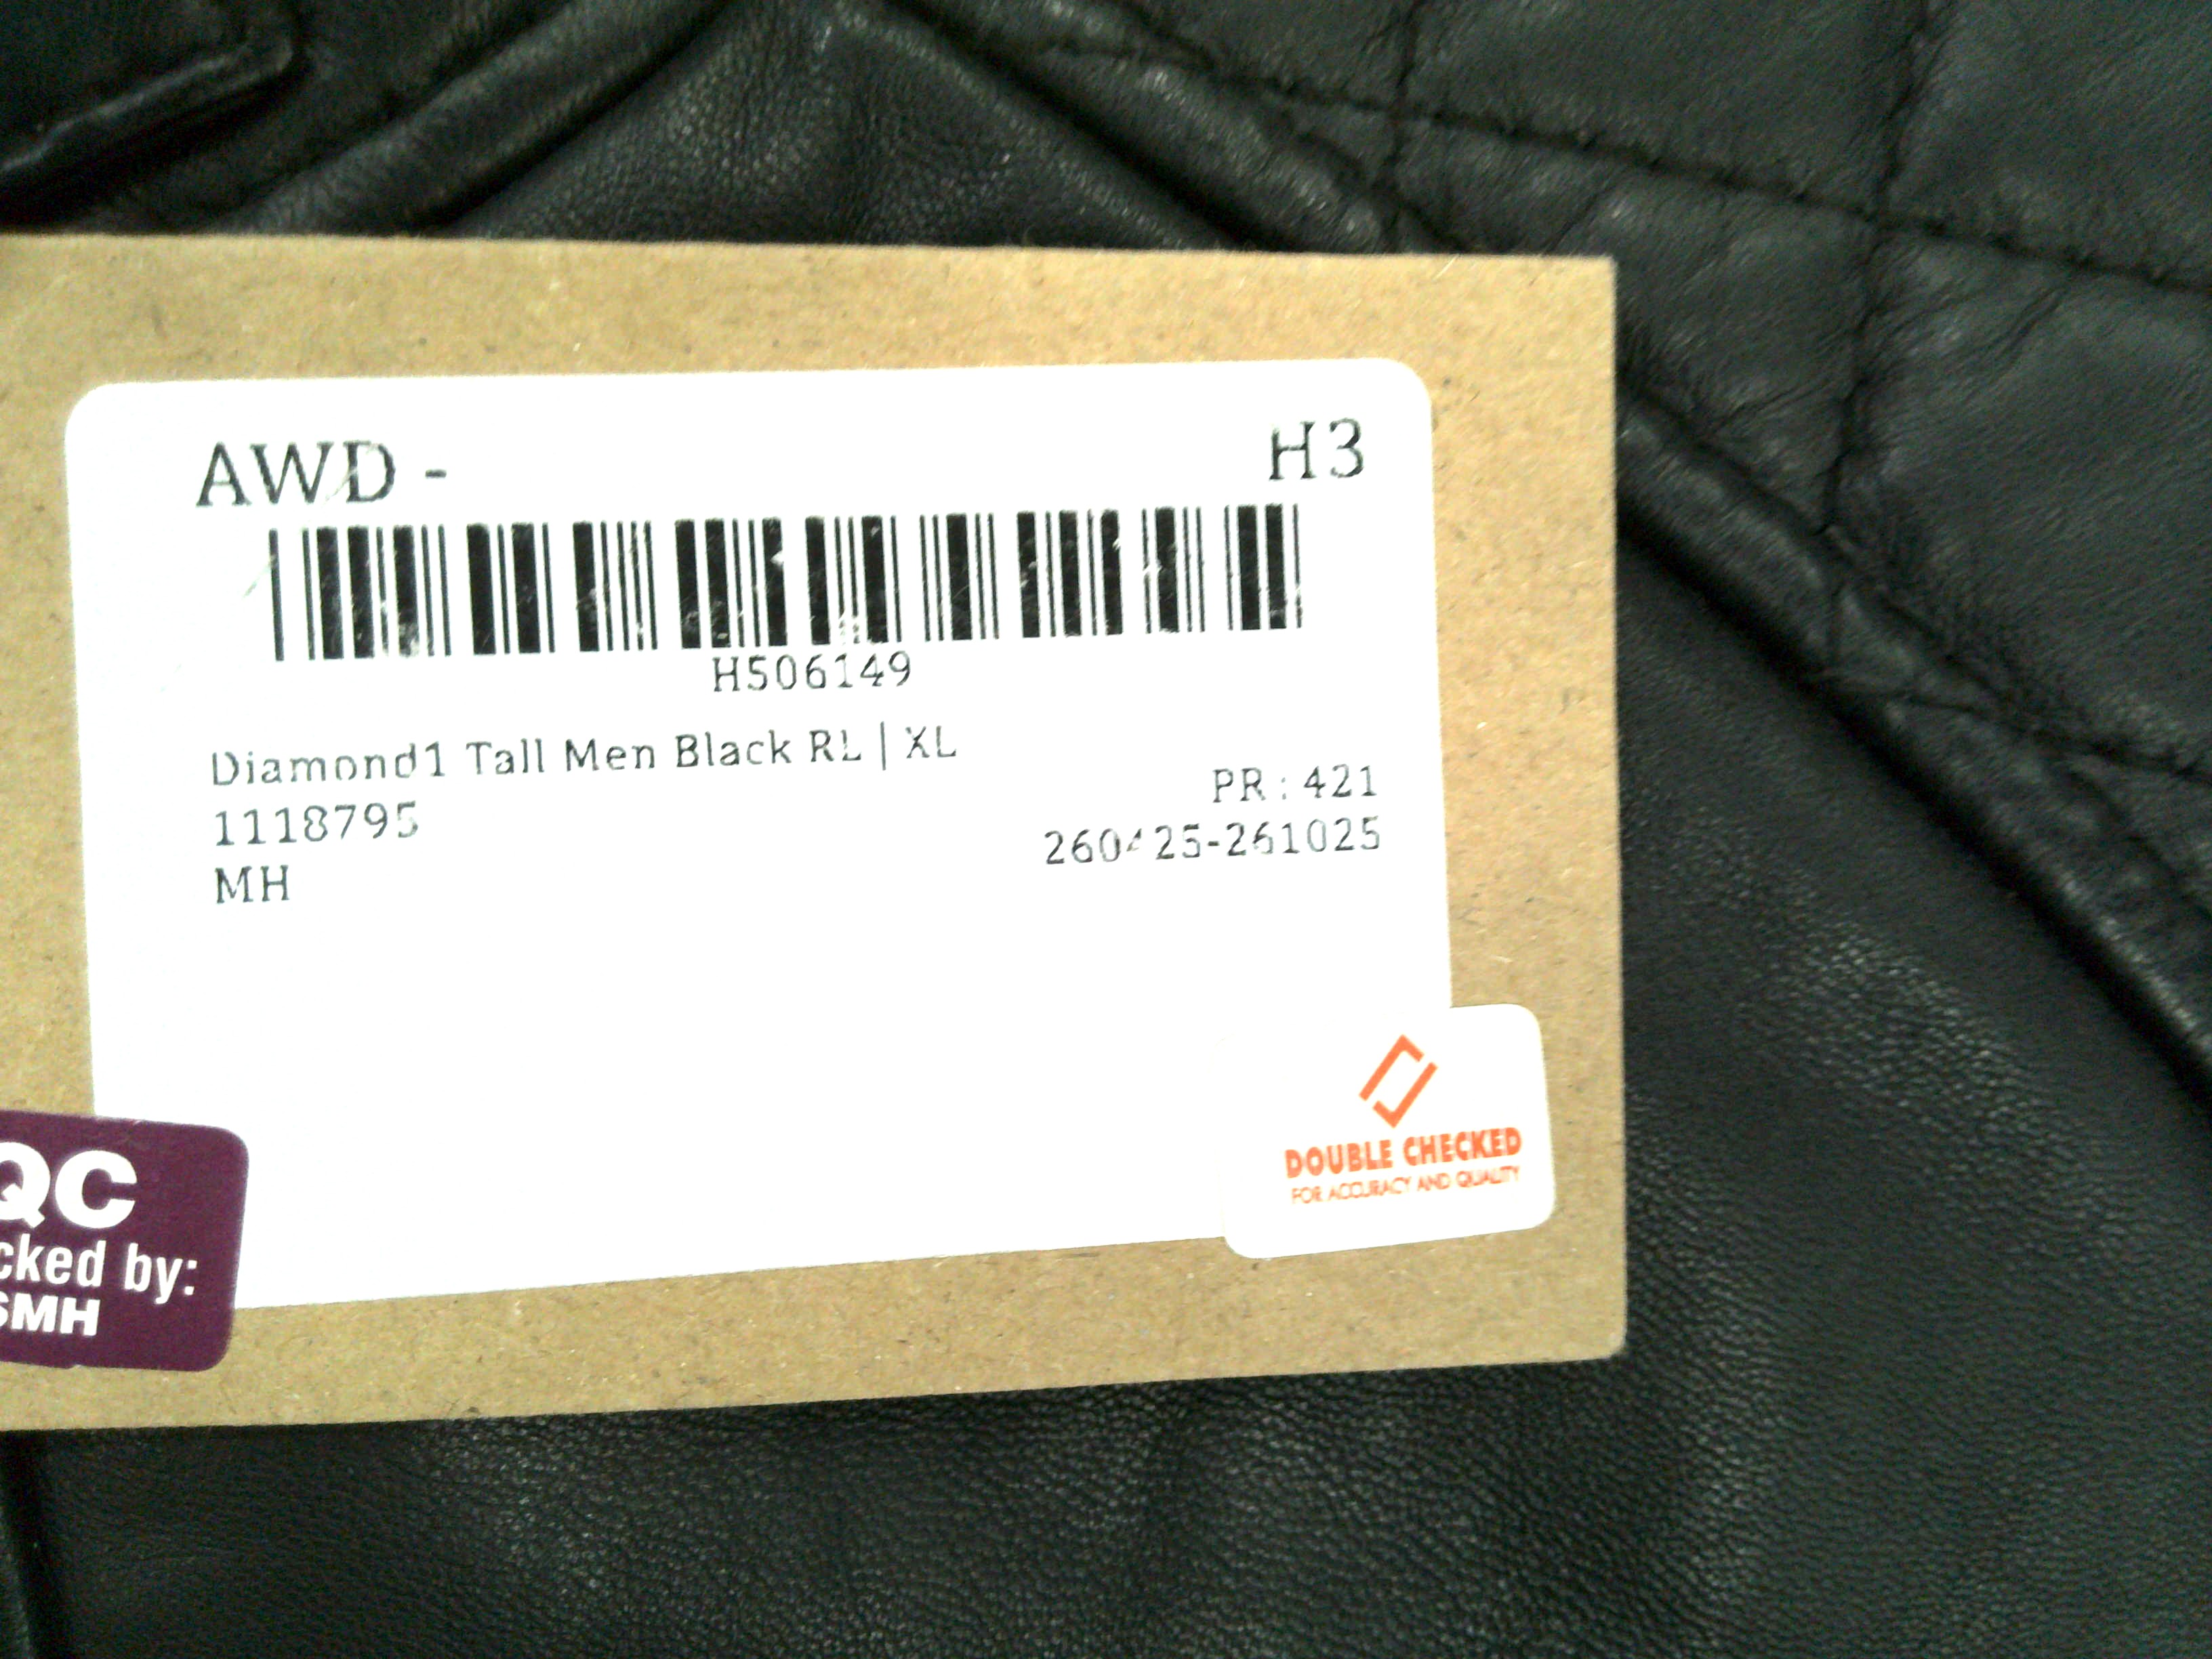 AWD - H3
H506149
Diamond1 Tall Men Black RL | XL
1118795 PR : 421
MH 260425-261025
DOUBLE CHECKED
FOR ACCURACY AND QUALITY
QC
cked by:
SMH